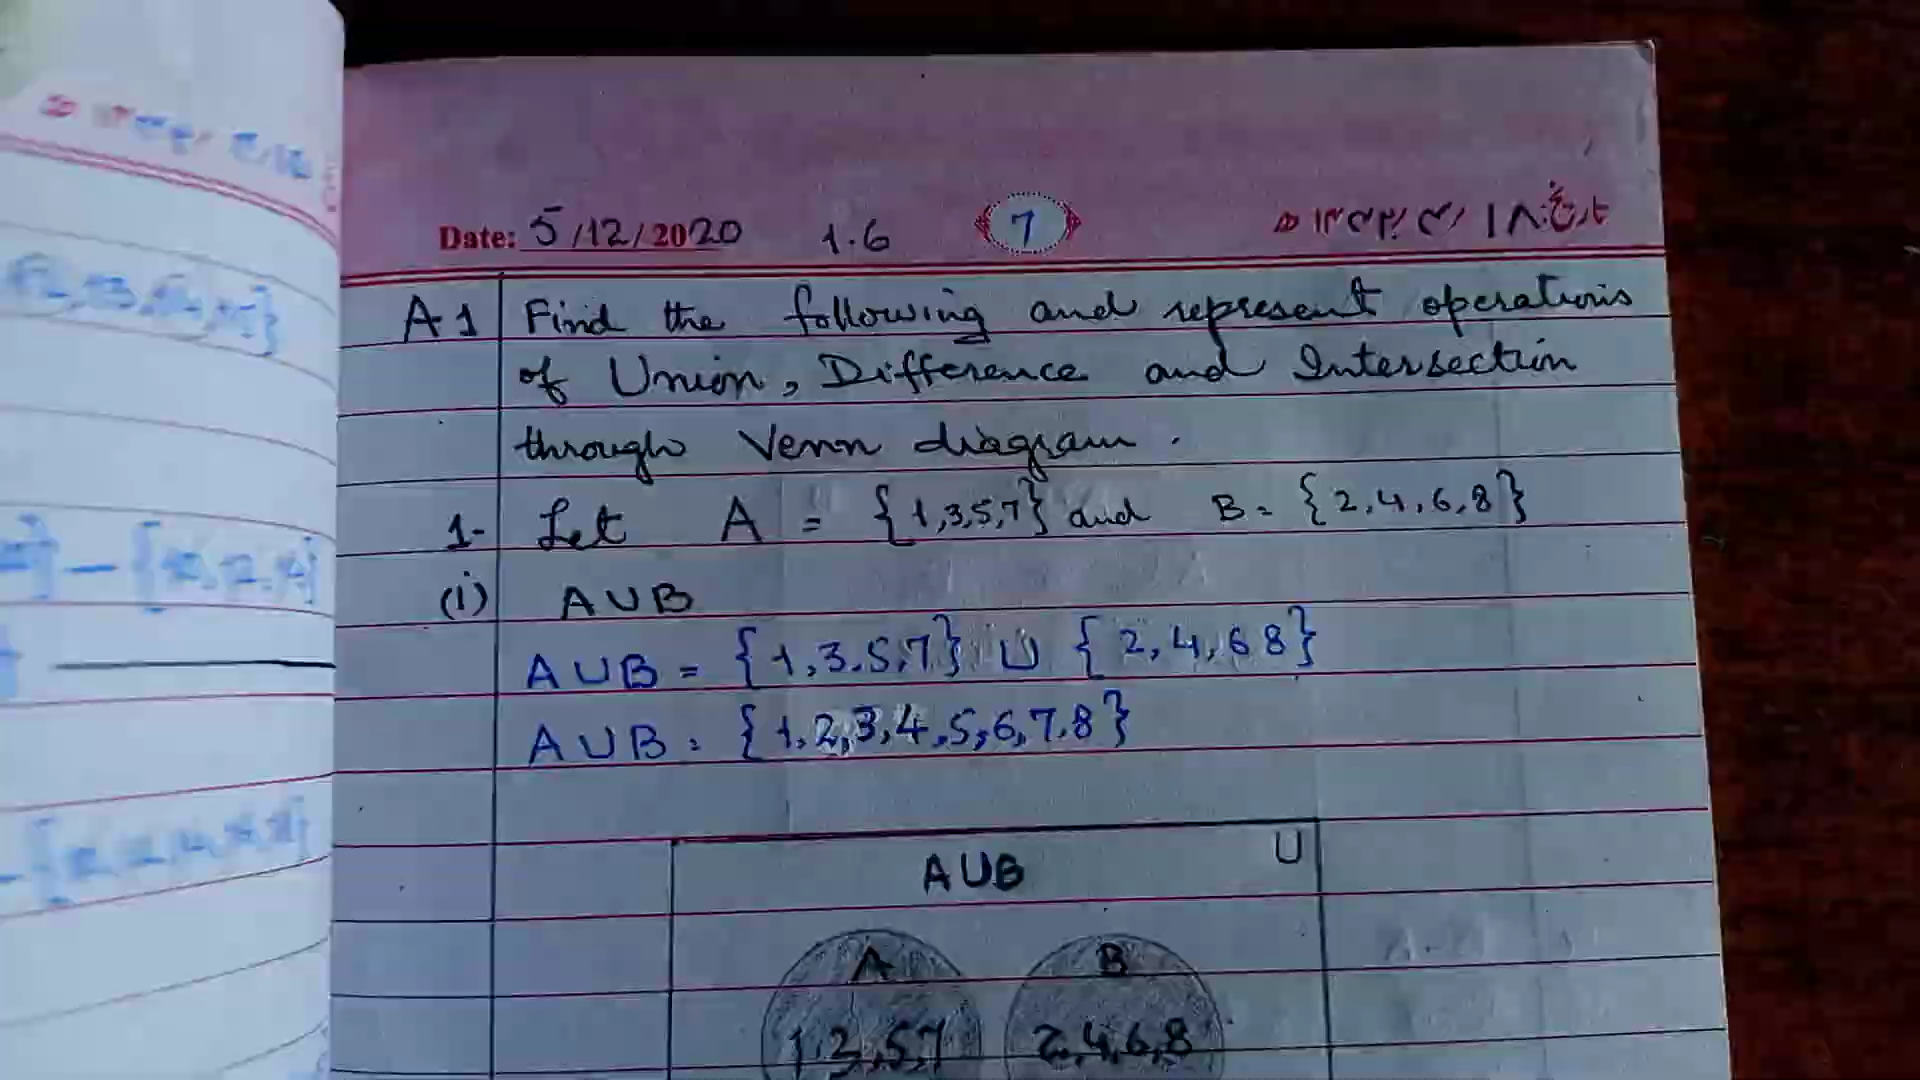 Date: 5/12/2020 1.6 7
A1 Find the following and represent operations
of Union, Difference and Intersection
through Venn diagram.
1- Let A = {1,3,5,7} and B = {2,4,6,8}
(i) A∪B
A∪B = {1,3,5,7} ∪ {2,4,6 8}
A∪B = {1,2,3,4,5,6,7,8}
A∪B U
A B
1,3,5,7 2,4,6,8